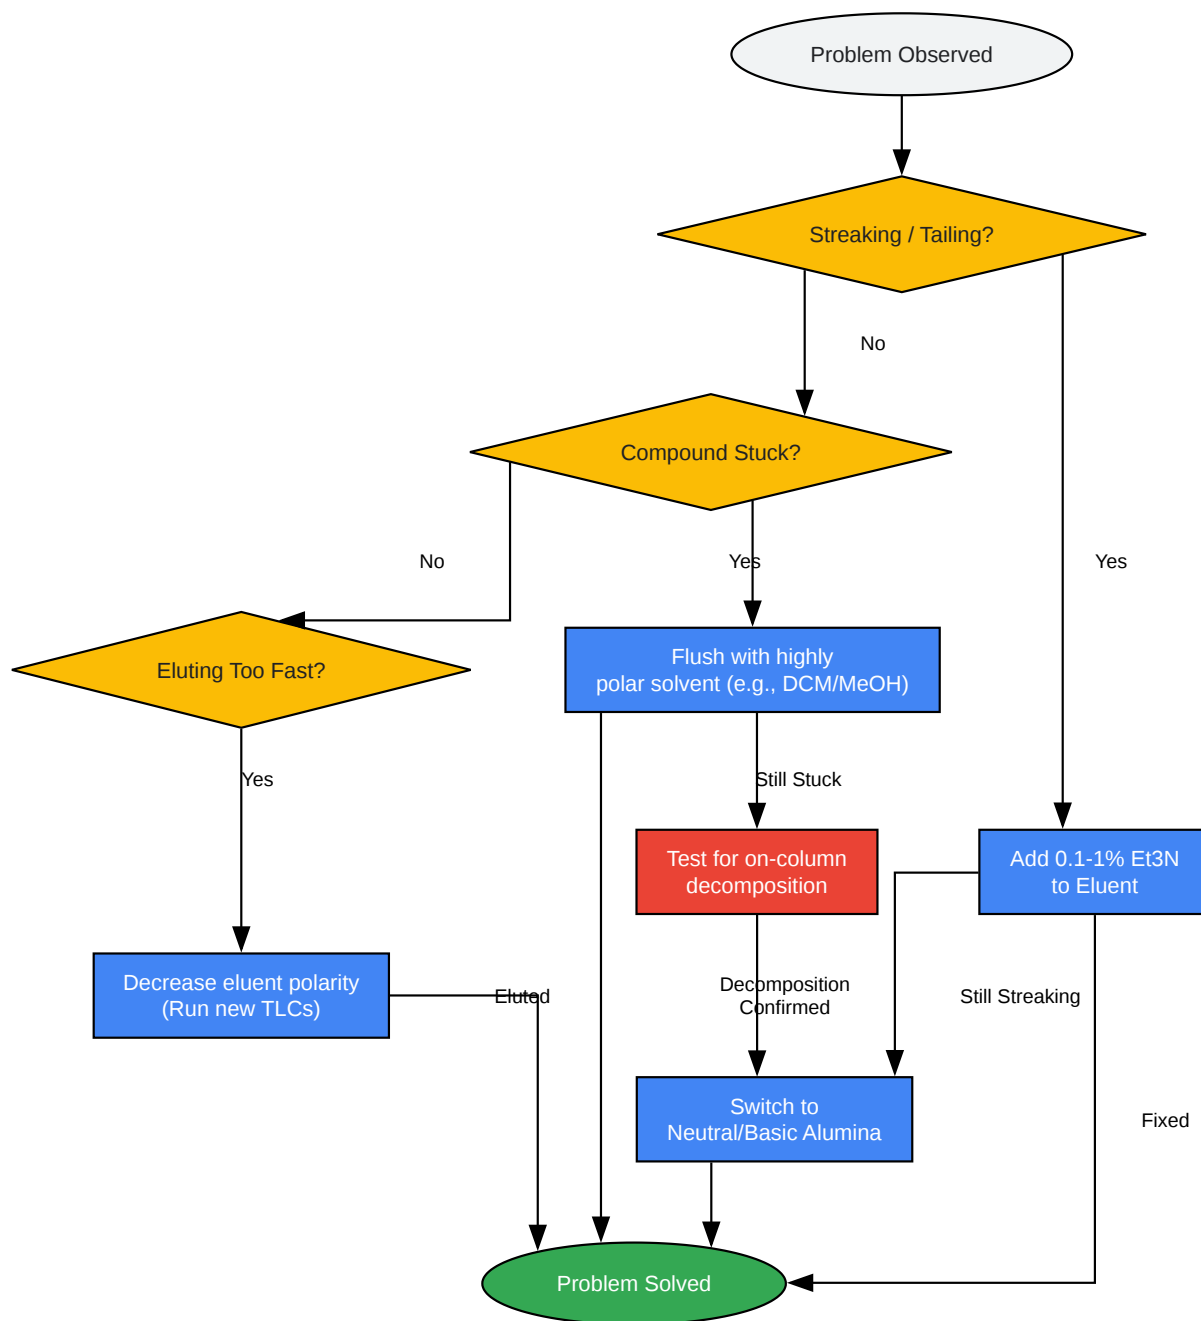 Problem Observed
Streaking / Tailing?
No
Compound Stuck?
No
Yes
Yes
Eluting Too Fast?
Flush with highly
polar solvent (e.g., DCM/MeOH)
Yes
Still Stuck
Test for on-column
decomposition
Add 0.1-1% Et3N
to Eluent
Decrease eluent polarity
(Run new TLCs)
Eluted
Decomposition
Confirmed
Still Streaking
Switch to
Neutral/Basic Alumina
Fixed
Problem Solved